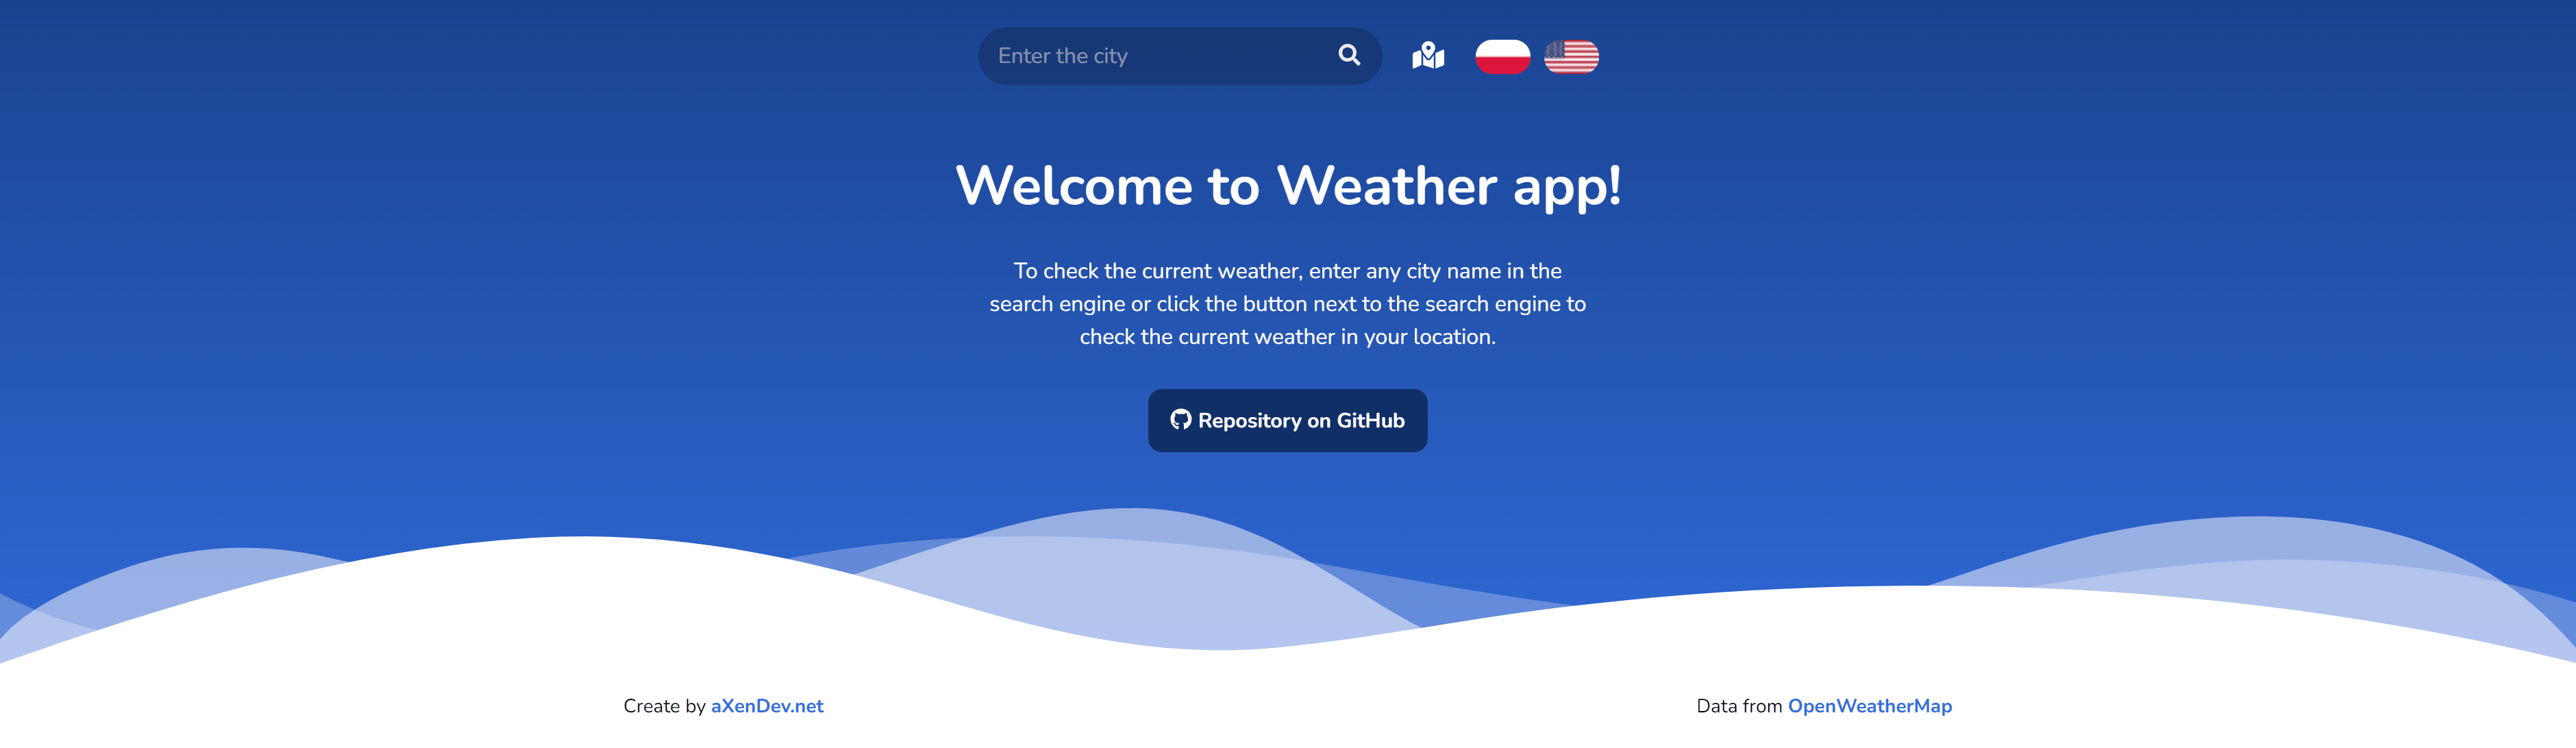 Enter the city
Welcome to Weather app!
To check the current weather, enter any city name in the
search engine or click the button next to the search engine to
check the current weather in your location.
Repository on GitHub
Create by aXenDev.net
Data from OpenWeatherMap